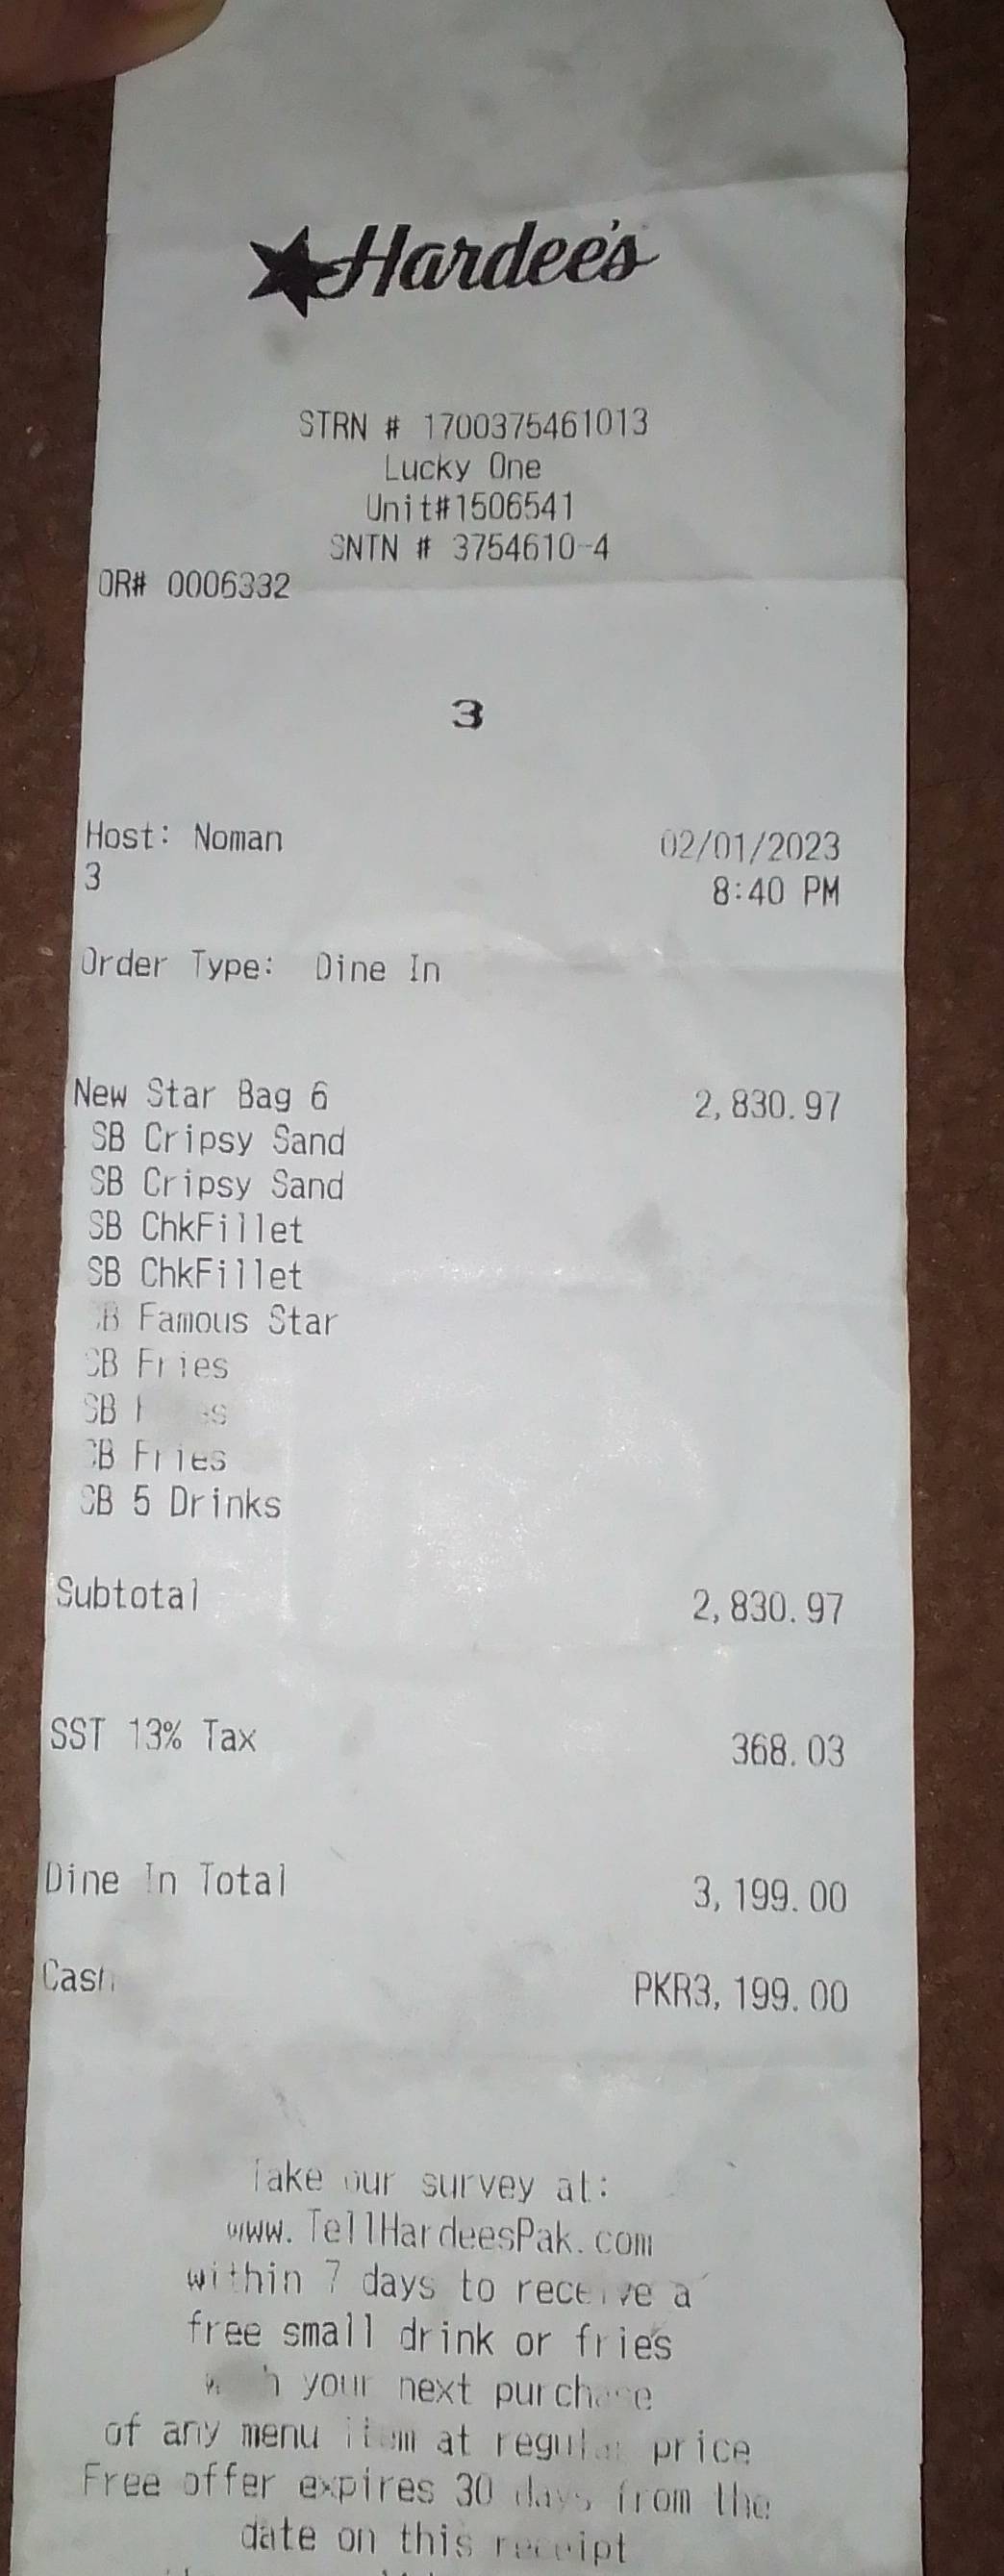 Hardee's
STRN # 1700375461013
Lucky One
Unit#1506541
SNTN # 3754610-4
OR# 0006332
3
Host: Noman 02/01/2023
3 8:40 PM
Order Type: Dine In
New Star Bag 6 2,830.97
SB Cripsy Sand
SB Cripsy Sand
SB ChkFillet
SB ChkFillet
SB Famous Star
SB Fries
SB
SB Fries
SB 5 Drinks
Subtotal 2,830.97
SST 13% Tax 368.03
Dine In Total 3,199.00
Cash PKR3,199.00
Take our survey at:
www.TellHardeesPak.com
within 7 days to receive a
free small drink or fries
your next purchase
of any menu item at regular price
Free offer expires 30 days from the
date on this receipt